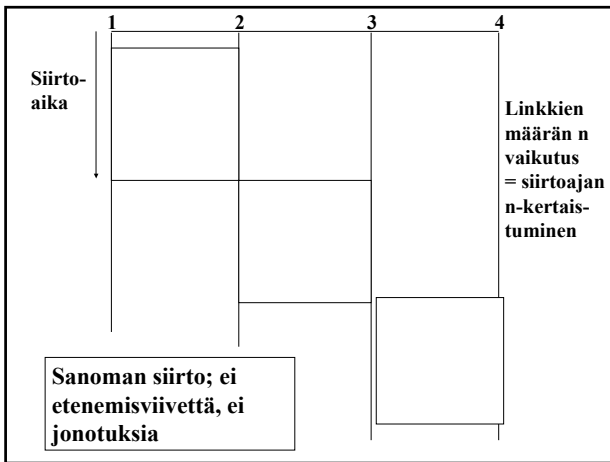 1 2 3 4
Siirto-
aika
Linkkien
määrän n
vaikutus
= siirtoajan
n-kertais-
tuminen
Sanoman siirto; ei
etenemisviivettä, ei
jonotuksia